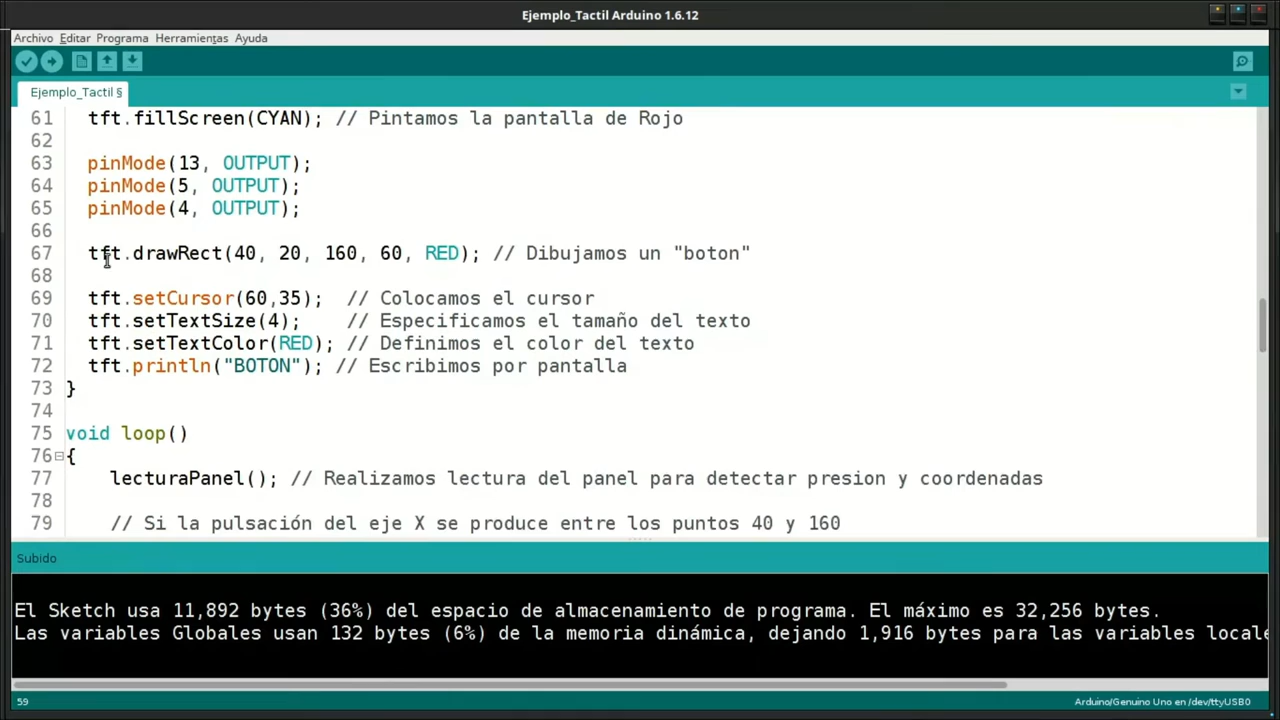 Ejemplo_Tactil Arduino 1.6.12
Archivo Editar Programa Herramientas Ayuda
Ejemplo_Tactil §
61 tft.fillScreen(CYAN); // Pintamos la pantalla de Rojo
62
63 pinMode(13, OUTPUT);
64 pinMode(5, OUTPUT);
65 pinMode(4, OUTPUT);
66
67 tft.drawRect(40, 20, 160, 60, RED); // Dibujamos un "boton"
68
69 tft.setCursor(60,35); // Colocamos el cursor
70 tft.setTextSize(4); // Especificamos el tamaño del texto
71 tft.setTextColor(RED); // Definimos el color del texto
72 tft.println("BOTON"); // Escribimos por pantalla
73 }
74
75 void loop()
76 {
77 lecturaPanel(); // Realizamos lectura del panel para detectar presion y coordenadas
78
79 // Si la pulsación del eje X se produce entre los puntos 40 y 160
Subido
El Sketch usa 11,892 bytes (36%) del espacio de almacenamiento de programa. El máximo es 32,256 bytes.
Las variables Globales usan 132 bytes (6%) de la memoria dinámica, dejando 1,916 bytes para las variables locale
59 Arduino/Genuino Uno en /dev/ttyUSB0